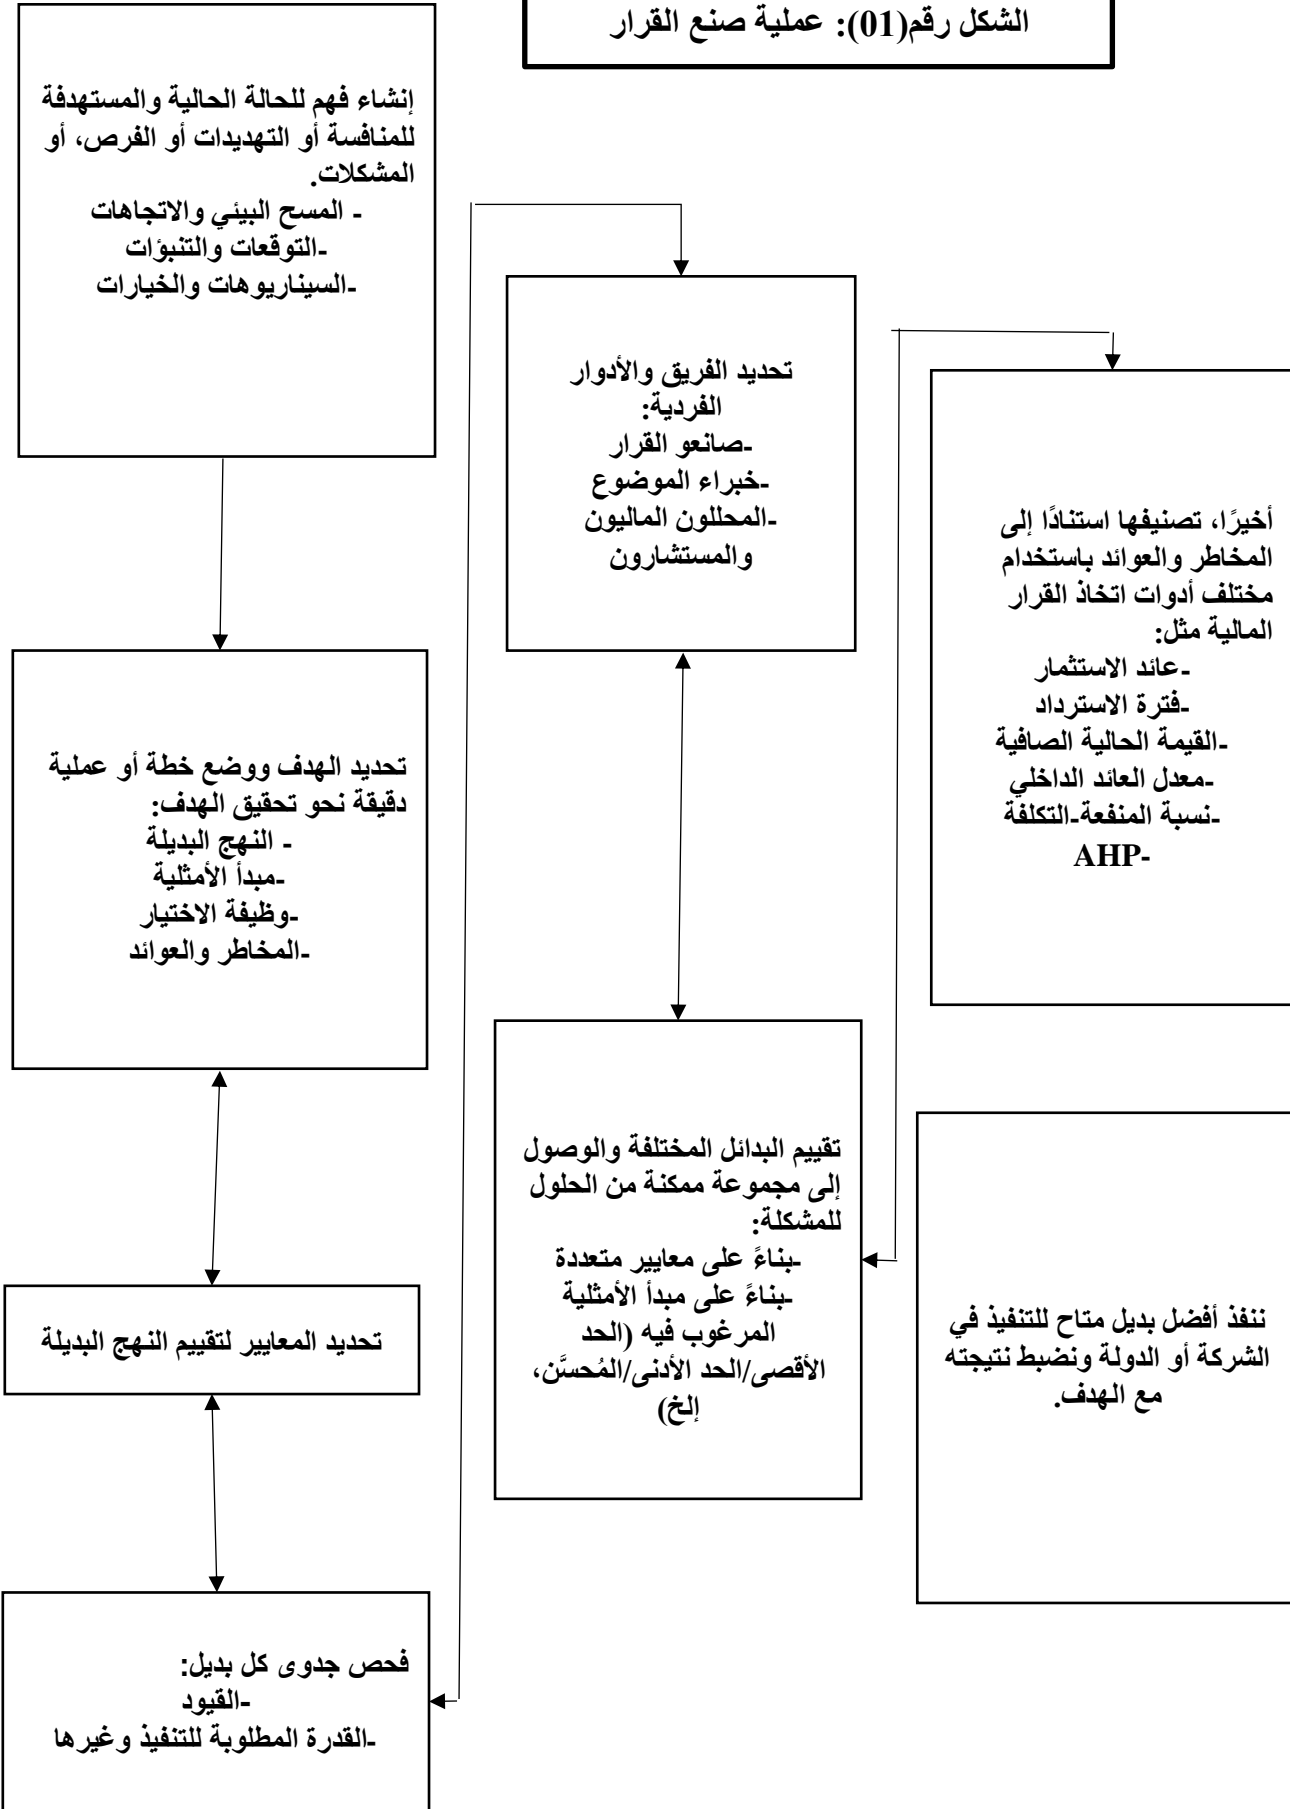 الشكل رقم(01): عملية صنع القرار
إنشاء فهم للحالة الحالية والمستهدفة
للمنافسة أو التهديدات أو الفرص، أو
المشكلات.
- المسح البيئي والاتجاهات
-التوقعات والتنبؤات
-السيناريوهات والخيارات
تحديد الهدف ووضع خطة أو عملية
دقيقة نحو تحقيق الهدف:
- النهج البديلة
-مبدأ الأمثلية
-وظيفة الاختيار
-المخاطر والعوائد
تحديد المعايير لتقييم النهج البديلة
فحص جدوى كل بديل:
-القيود
-القدرة المطلوبة للتنفيذ وغيرها
تحديد الفريق والأدوار
الفردية:
-صانعو القرار
-خبراء الموضوع
-المحللون الماليون
والمستشارون
تقييم البدائل المختلفة والوصول
إلى مجموعة ممكنة من الحلول
للمشكلة:
-بناءً على معايير متعددة
-بناءً على مبدأ الأمثلية
المرغوب فيه (الحد
الأقصى/الحد الأدنى/المُحسَّن،
إلخ)
أخيرًا، تصنيفها استنادًا إلى
المخاطر والعوائد باستخدام
مختلف أدوات اتخاذ القرار
المالية مثل:
-عائد الاستثمار
-فترة الاسترداد
-القيمة الحالية الصافية
-معدل العائد الداخلي
-نسبة المنفعة-التكلفة
-AHP
ننفذ أفضل بديل متاح للتنفيذ في
الشركة أو الدولة ونضبط نتيجته
مع الهدف.